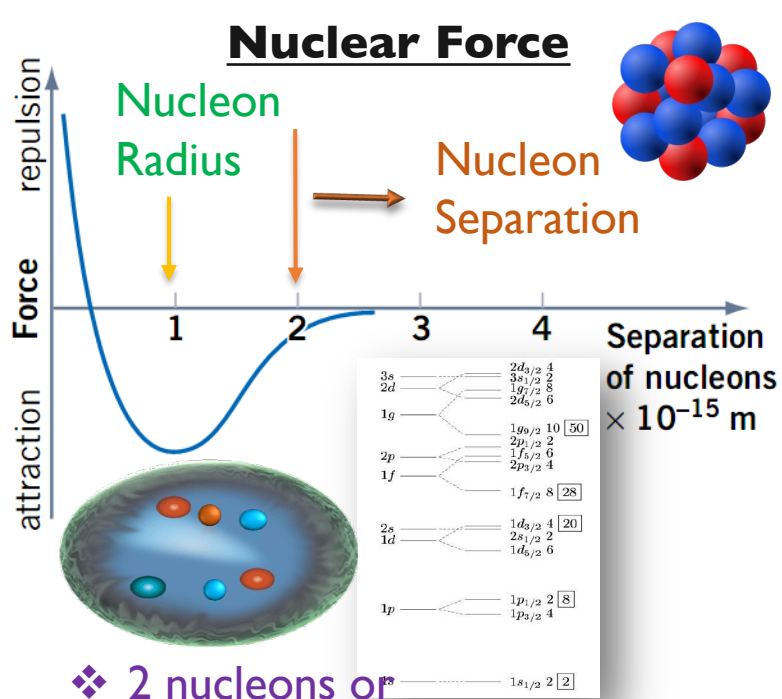 Nuclear Force
repulsion
Nucleon
Radius
Nucleon
Separation
Force
1 2 3 4
Separation
of nucleons
× 10⁻¹⁵ m
attraction
3s
2d
1g
2p
1f
2s
1d
1p
1s
2d₃/₂ 4
3s₁/₂ 2
1g₇/₂ 8
2d₅/₂ 6
1g₉/₂ 10 50
2p₁/₂ 2
1f₅/₂ 6
2p₃/₂ 4
1f₇/₂ 8 28
1d₃/₂ 4 20
2s₁/₂ 2
1d₅/₂ 6
1p₁/₂ 2 8
1p₃/₂ 4
1s₁/₂ 2 2
❖ 2 nucleons or